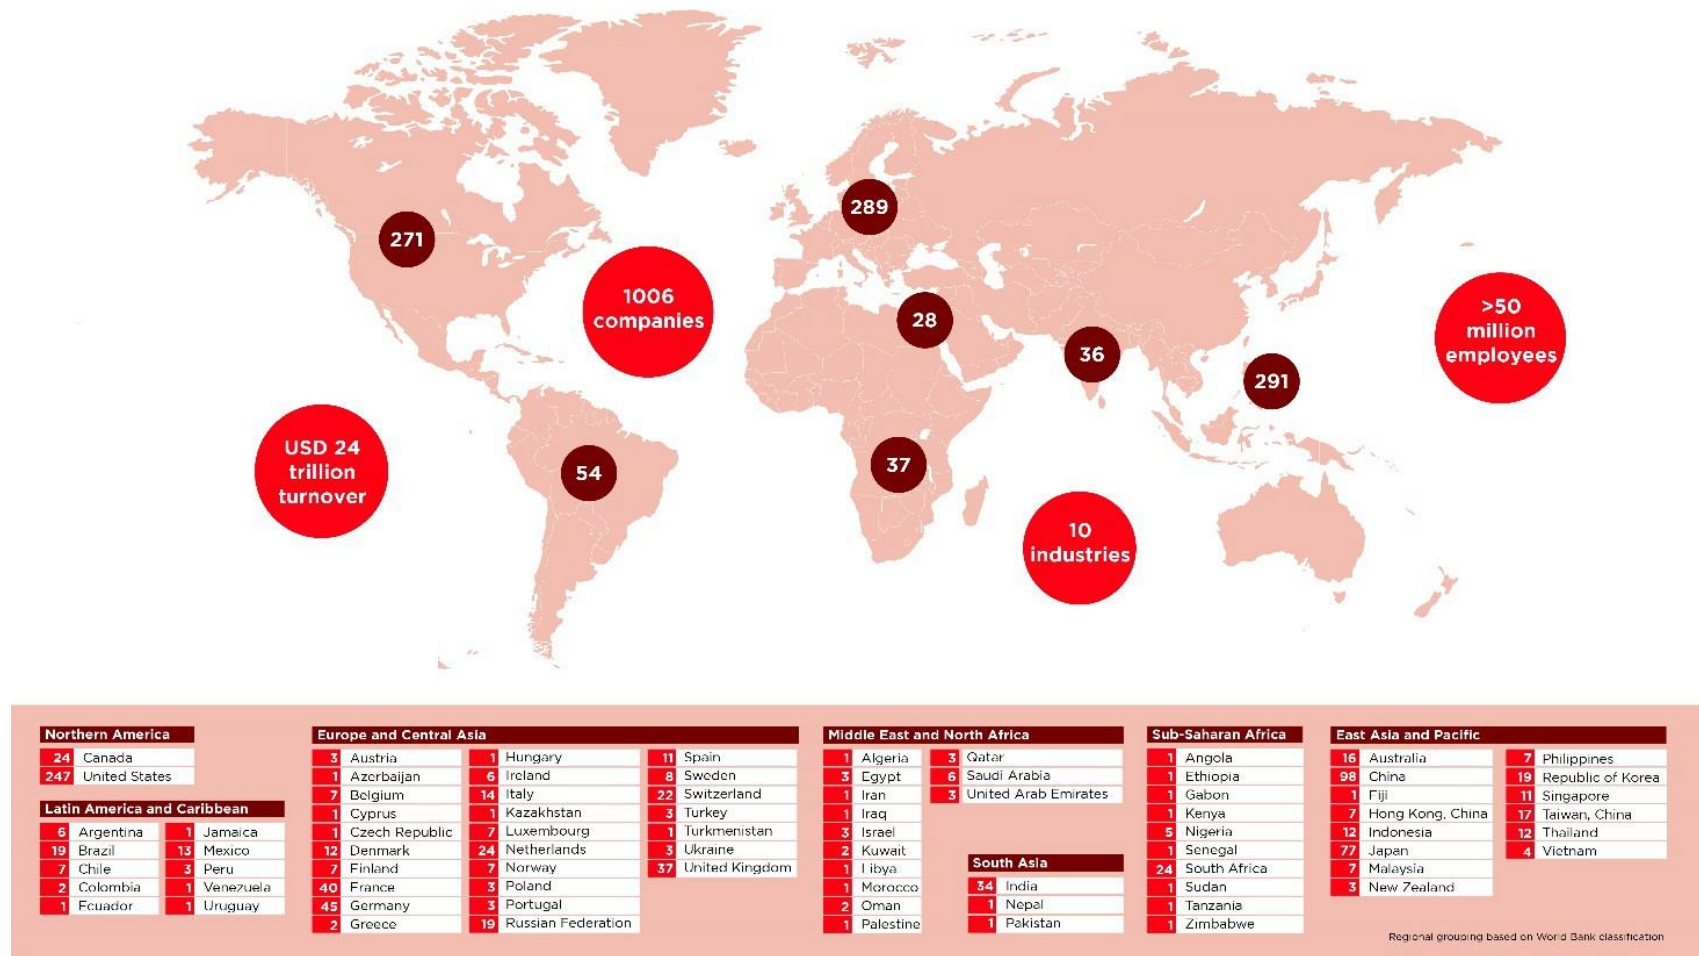 289
271
1006
companies
>50
million
employees
28
36
291
USD 24
trillion
turnover
54
37
10
industries
Northern America
24 Canada
247 United States
Latin America and Caribbean
6 Argentina
19 Brazil
7 Chile
2 Colombia
1 Ecuador
1 Jamaica
13 Mexico
3 Peru
1 Venezuela
1 Uruguay
Europe and Central Asia
3 Austria
1 Azerbaijan
7 Belgium
1 Cyprus
1 Czech Republic
12 Denmark
7 Finland
40 France
45 Germany
2 Greece
1 Hungary
6 Ireland
14 Italy
1 Kazakhstan
7 Luxembourg
24 Netherlands
7 Norway
3 Poland
3 Portugal
19 Russian Federation
11 Spain
8 Sweden
22 Switzerland
3 Turkey
1 Turkmenistan
3 Ukraine
37 United Kingdom
Middle East and North Africa
1 Algeria
3 Egypt
1 Iran
1 Iraq
3 Israel
2 Kuwait
1 Libya
1 Morocco
2 Oman
1 Palestine
3 Qatar
6 Saudi Arabia
3 United Arab Emirates
South Asia
34 India
1 Nepal
1 Pakistan
Sub-Saharan Africa
1 Angola
1 Ethiopia
1 Gabon
1 Kenya
5 Nigeria
1 Senegal
24 South Africa
1 Sudan
1 Tanzania
1 Zimbabwe
East Asia and Pacific
16 Australia
98 China
1 Fiji
7 Hong Kong, China
12 Indonesia
77 Japan
7 Malaysia
3 New Zealand
7 Philippines
19 Republic of Korea
11 Singapore
17 Taiwan, China
12 Thailand
4 Vietnam
Regional grouping based on World Bank classification